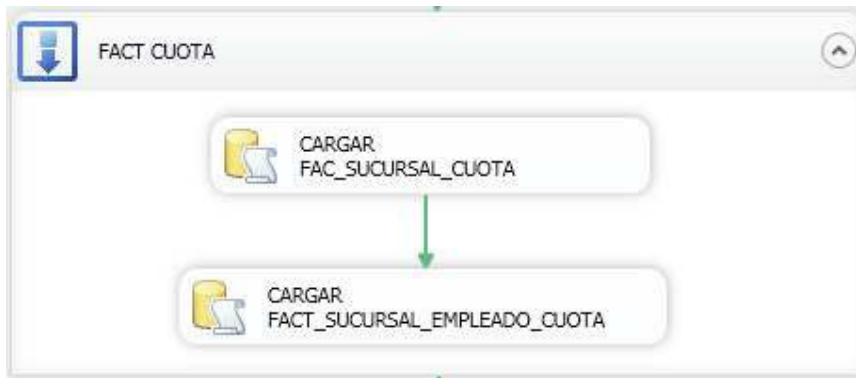 FACT CUOTA
CARGAR
FAC_SUCURSAL_CUOTA
CARGAR
FACT_SUCURSAL_EMPLEADO_CUOTA